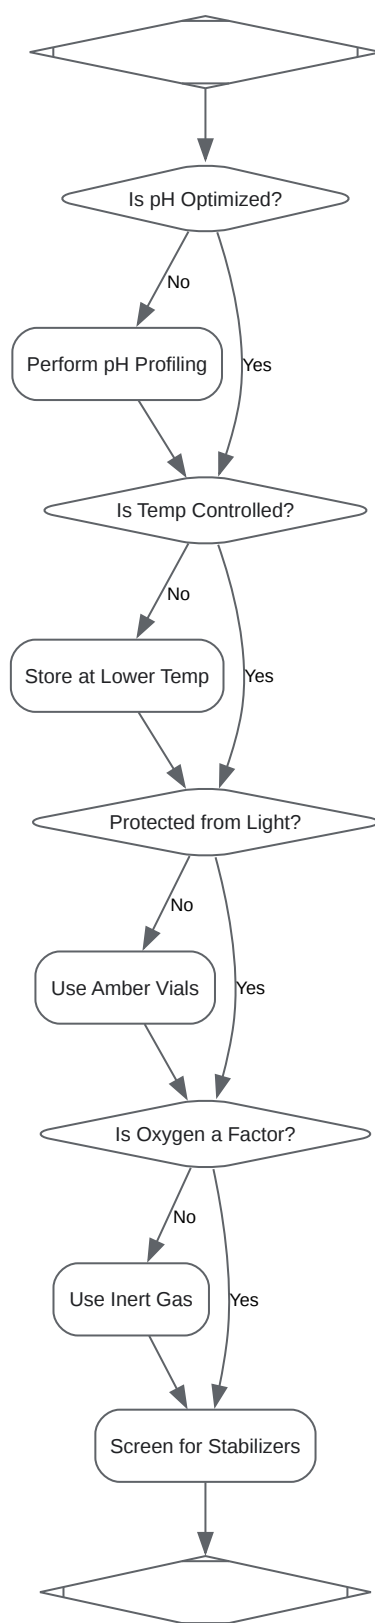 Is pH Optimized?
No
Perform pH Profiling
Yes
Is Temp Controlled?
No
Store at Lower Temp
Yes
Protected from Light?
No
Use Amber Vials
Yes
Is Oxygen a Factor?
No
Use Inert Gas
Yes
Screen for Stabilizers